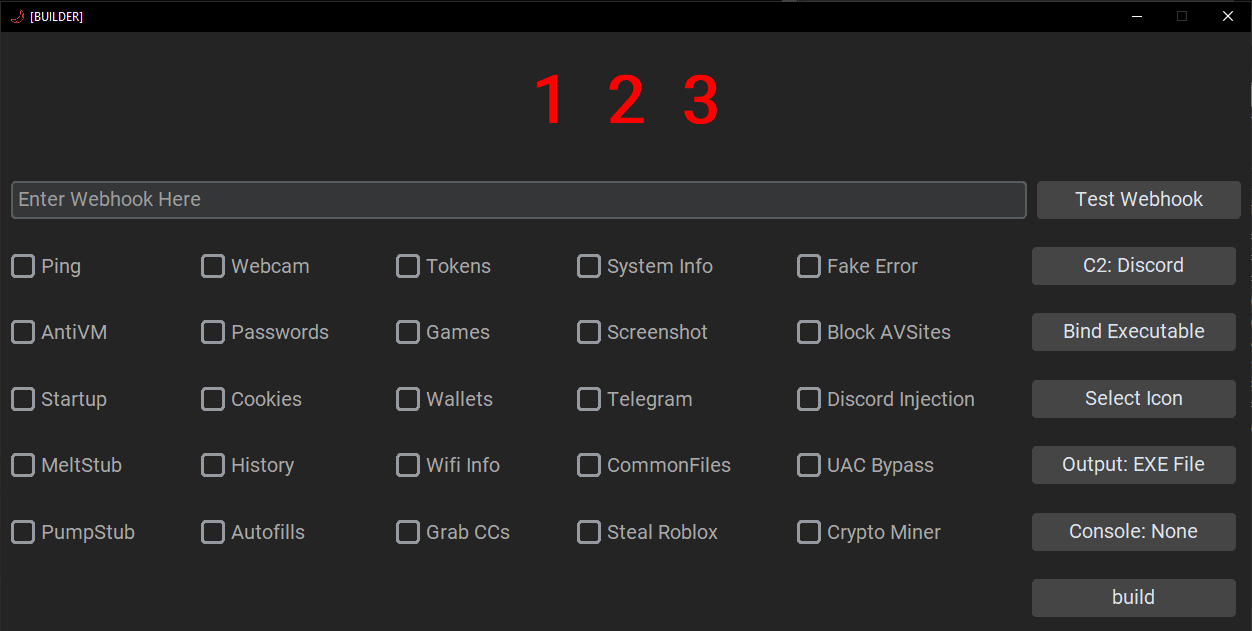 [BUILDER]
1 2 3
Enter Webhook Here Test Webhook
Ping Webcam Tokens System Info Fake Error C2: Discord
AntiVM Passwords Games Screenshot Block AVSites Bind Executable
Startup Cookies Wallets Telegram Discord Injection Select Icon
MeltStub History Wifi Info CommonFiles UAC Bypass Output: EXE File
PumpStub Autofills Grab CCs Steal Roblox Crypto Miner Console: None
build